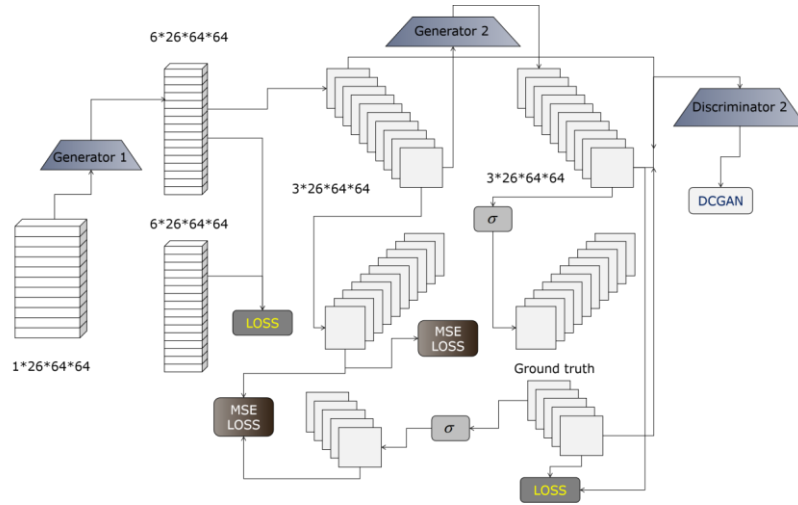 6*26*64*64
Generator 2
Generator 1
Discriminator 2
3*26*64*64
3*26*64*64
DCGAN
σ
6*26*64*64
LOSS
MSE
LOSS
1*26*64*64
Ground truth
MSE
LOSS
σ
LOSS